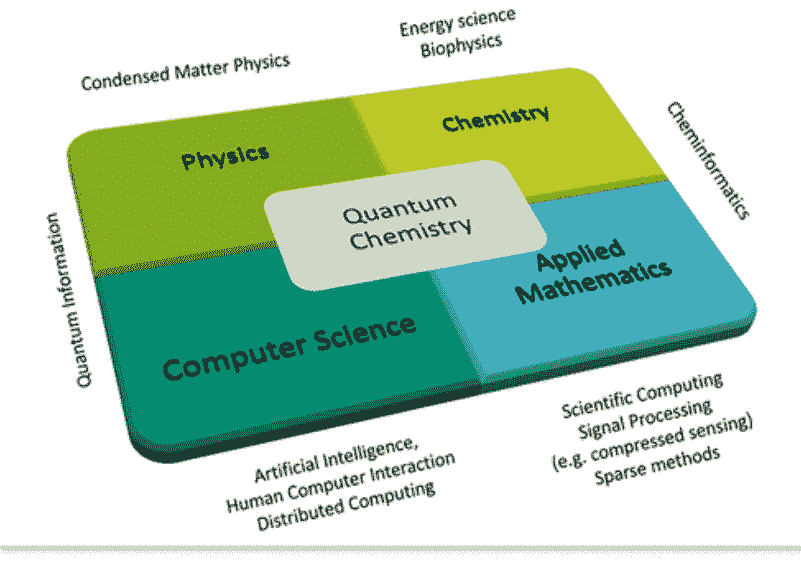 Energy science
Biophysics
Condensed Matter Physics
Physics
Chemistry
Cheminformatics
Quantum
Chemistry
Quantum Information
Applied
Mathematics
Computer Science
Scientific Computing
Signal Processing
(e.g. compressed sensing)
Sparse methods
Artificial Intelligence,
Human Computer Interaction
Distributed Computing